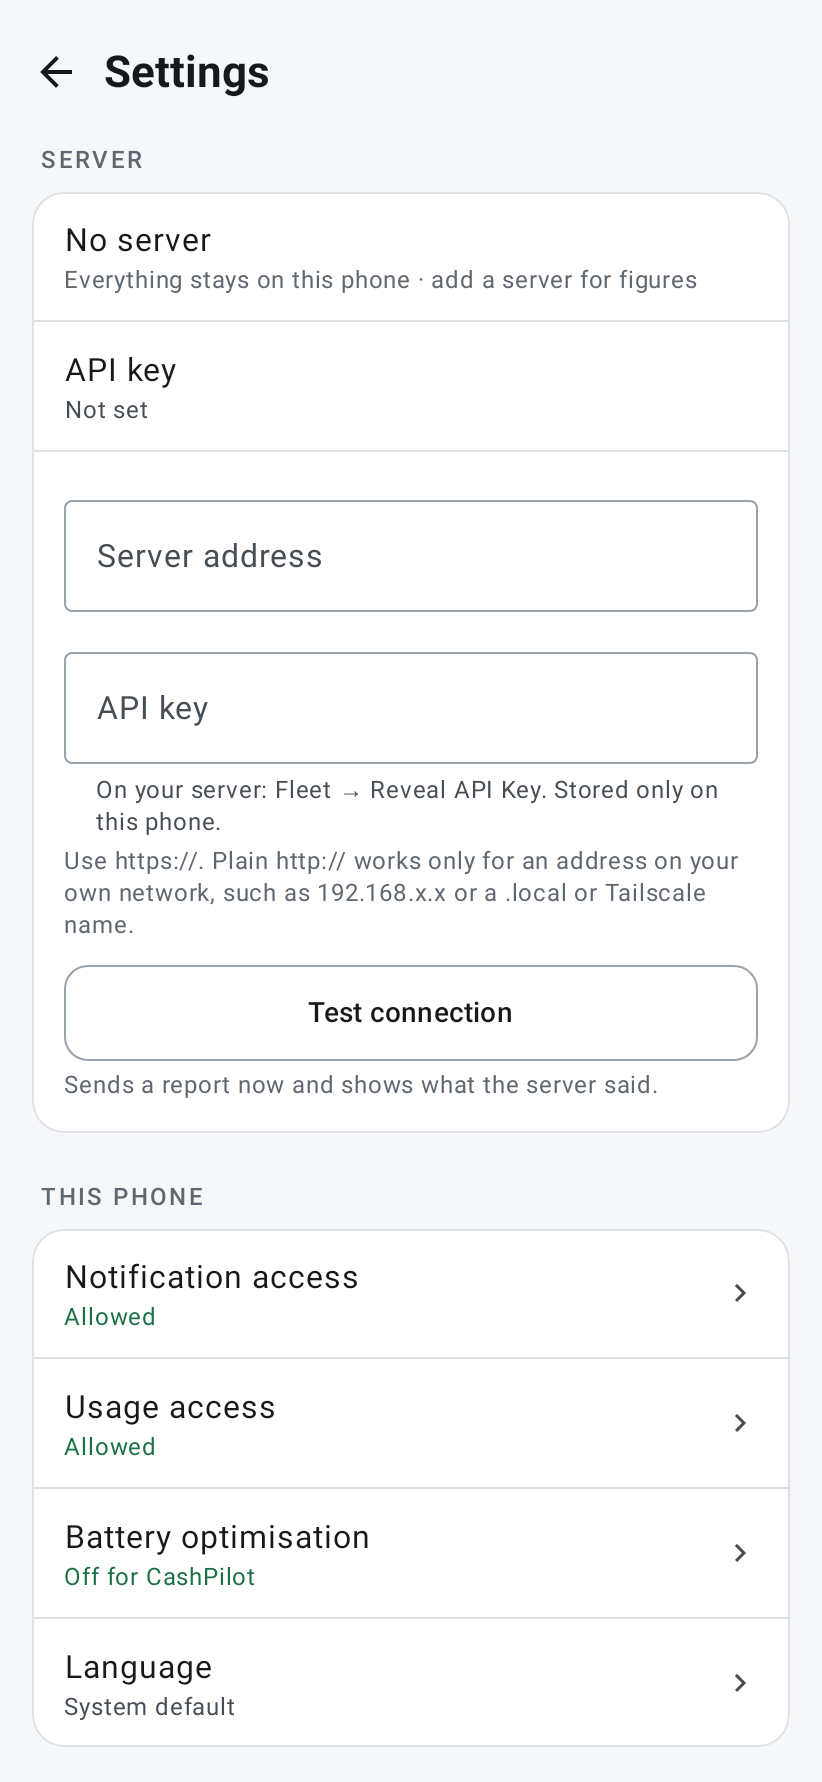 Settings
SERVER
No server
Everything stays on this phone · add a server for figures
API key
Not set
Server address
API key
On your server: Fleet → Reveal API Key. Stored only on
this phone.
Use https://. Plain http:// works only for an address on your
own network, such as 192.168.x.x or a .local or Tailscale
name.
Test connection
Sends a report now and shows what the server said.
THIS PHONE
Notification access
Allowed
Usage access
Allowed
Battery optimisation
Off for CashPilot
Language
System default